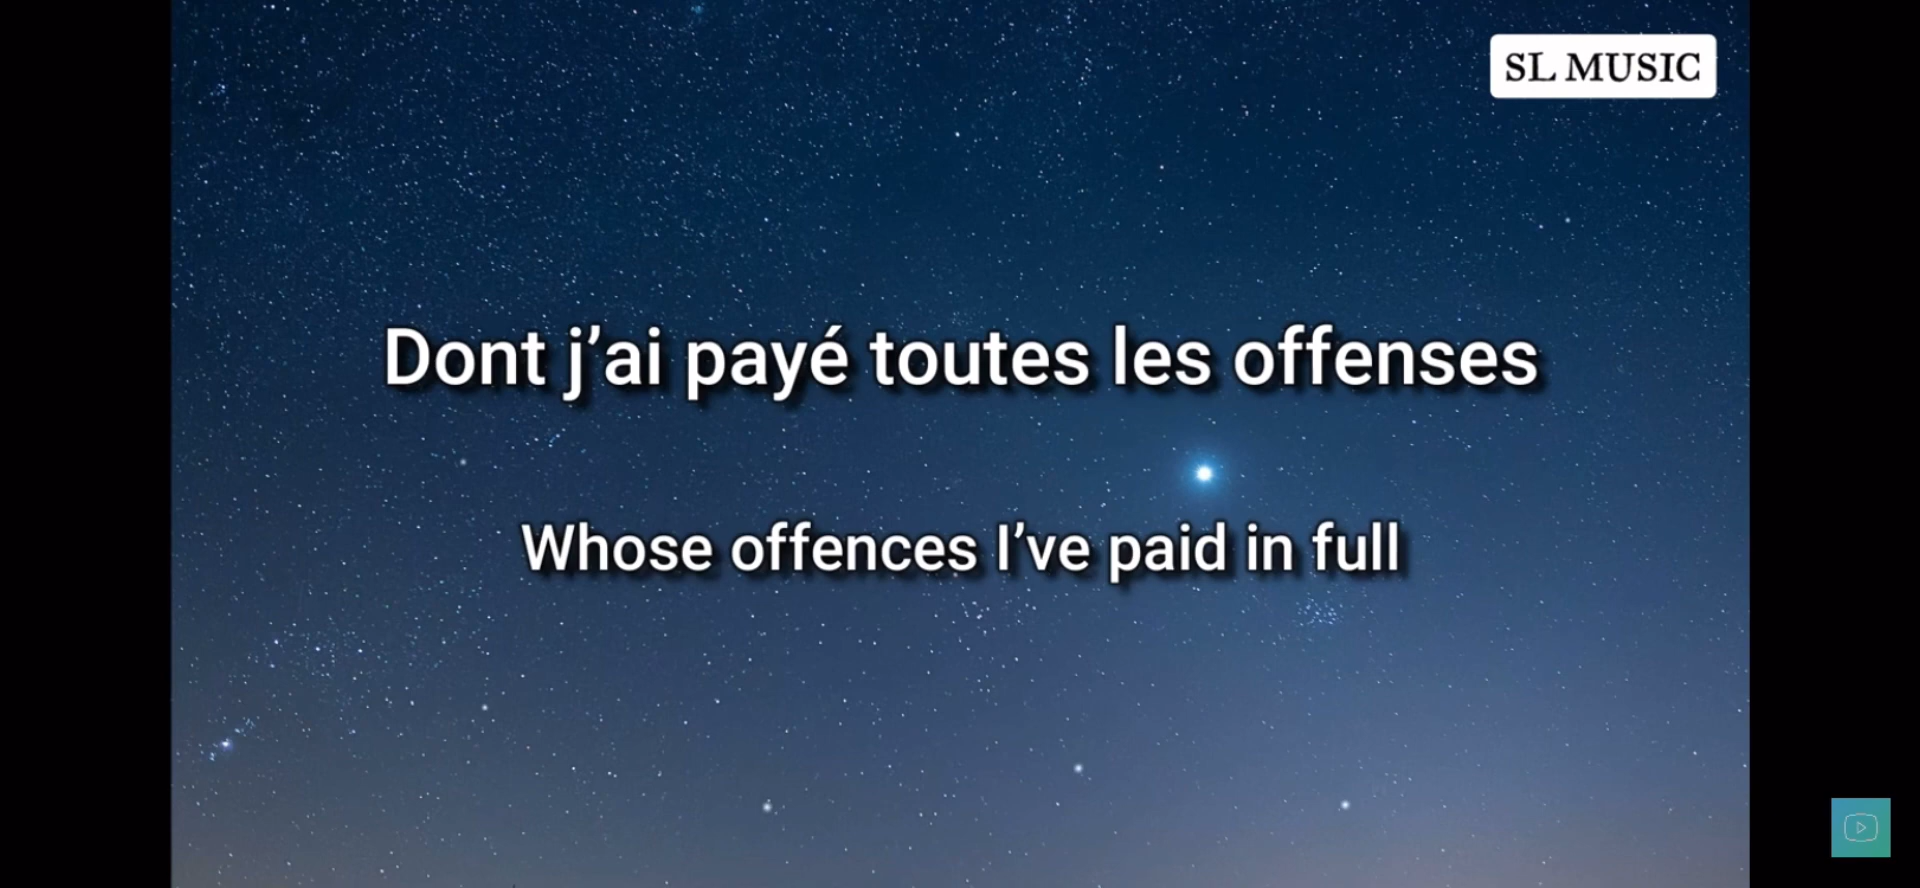 SL MUSIC
Dont j’ai payé toutes les offenses
Whose offences I’ve paid in full